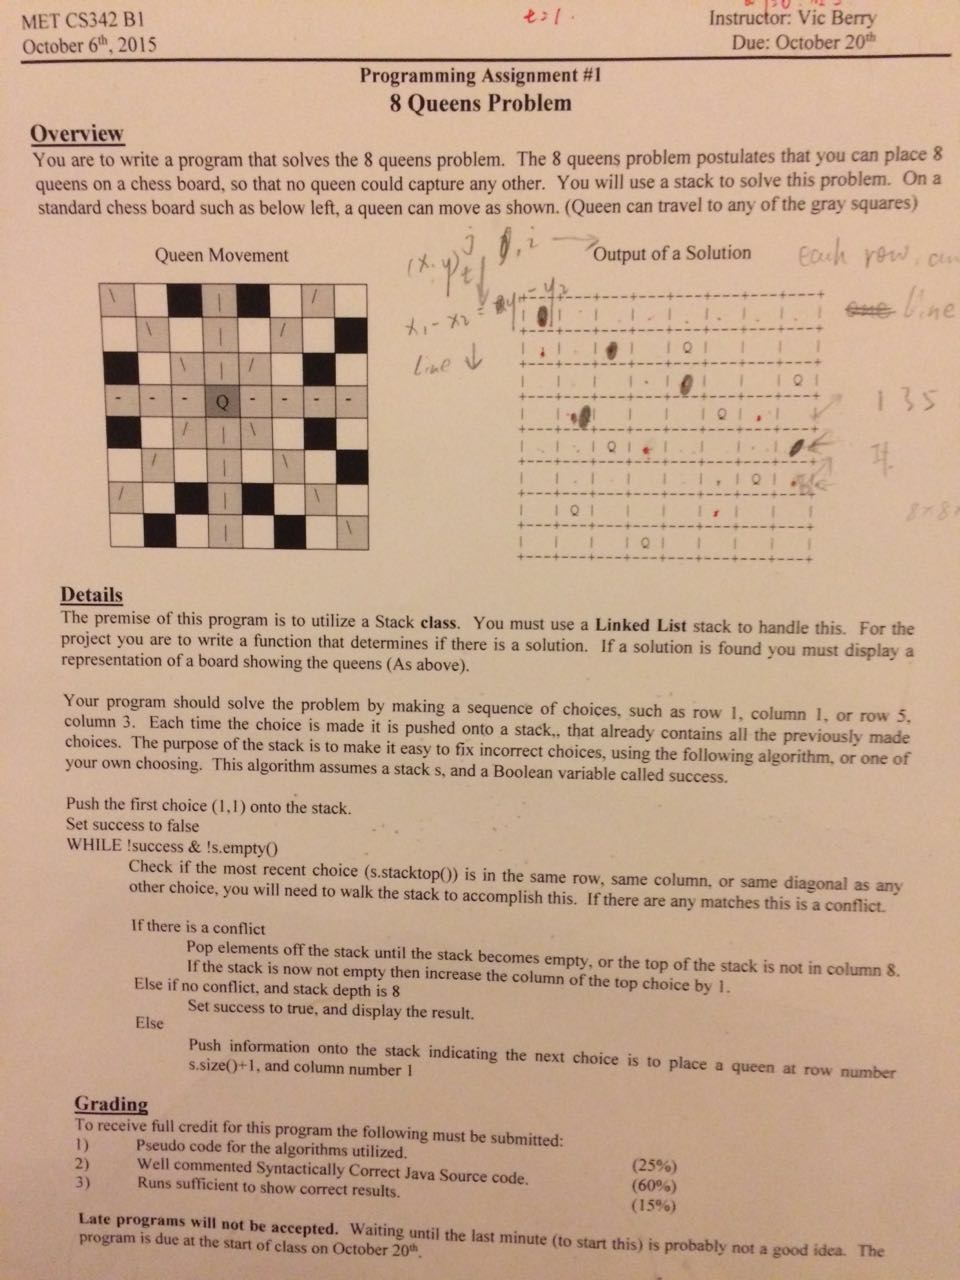 MET CS342 B1
Instructor: Vic Berry
October 6th, 2015
Due: October 20th
Programming Assignment #1
8 Queens Problem
Overview
You are to write a program that solves the 8 queens problem. The 8 queens problem postulates that you can place 8
queens on a chess board, so that no queen could capture any other. You will use a stack to solve this problem. On a
standard chess board such as below left, a queen can move as shown. (Queen can travel to any of the gray squares)
Queen Movement
Output of a Solution
(x.y)
j
i
Each row,
x1 - x2 =
y1 - y2
Line
Line ↓
Q
Q
Q
Q
1 3 5
Q
Q
Q
Q
Details
The premise of this program is to utilize a Stack class. You must use a Linked List stack to handle this. For the
project you are to write a function that determines if there is a solution. If a solution is found you must display a
representation of a board showing the queens (As above).
Your program should solve the problem by making a sequence of choices, such as row 1, column 1, or row 5,
column 3. Each time the choice is made it is pushed onto a stack,, that already contains all the previously made
choices. The purpose of the stack is to make it easy to fix incorrect choices, using the following algorithm, or one of
your own choosing. This algorithm assumes a stack s, and a Boolean variable called success.
Push the first choice (1,1) onto the stack.
Set success to false
WHILE !success & !s.empty()
Check if the most recent choice (s.stacktop()) is in the same row, same column, or same diagonal as any
other choice, you will need to walk the stack to accomplish this. If there are any matches this is a conflict.
If there is a conflict
Pop elements off the stack until the stack becomes empty, or the top of the stack is not in column 8.
If the stack is now not empty then increase the column of the top choice by 1.
Else if no conflict, and stack depth is 8
Set success to true, and display the result.
Else
Push information onto the stack indicating the next choice is to place a queen at row number
s.size()+1, and column number 1
Grading
To receive full credit for this program the following must be submitted:
1) Pseudo code for the algorithms utilized. (25%)
2) Well commented Syntactically Correct Java Source code. (60%)
3) Runs sufficient to show correct results. (15%)
Late programs will not be accepted. Waiting until the last minute (to start this) is probably not a good idea. The
program is due at the start of class on October 20th.